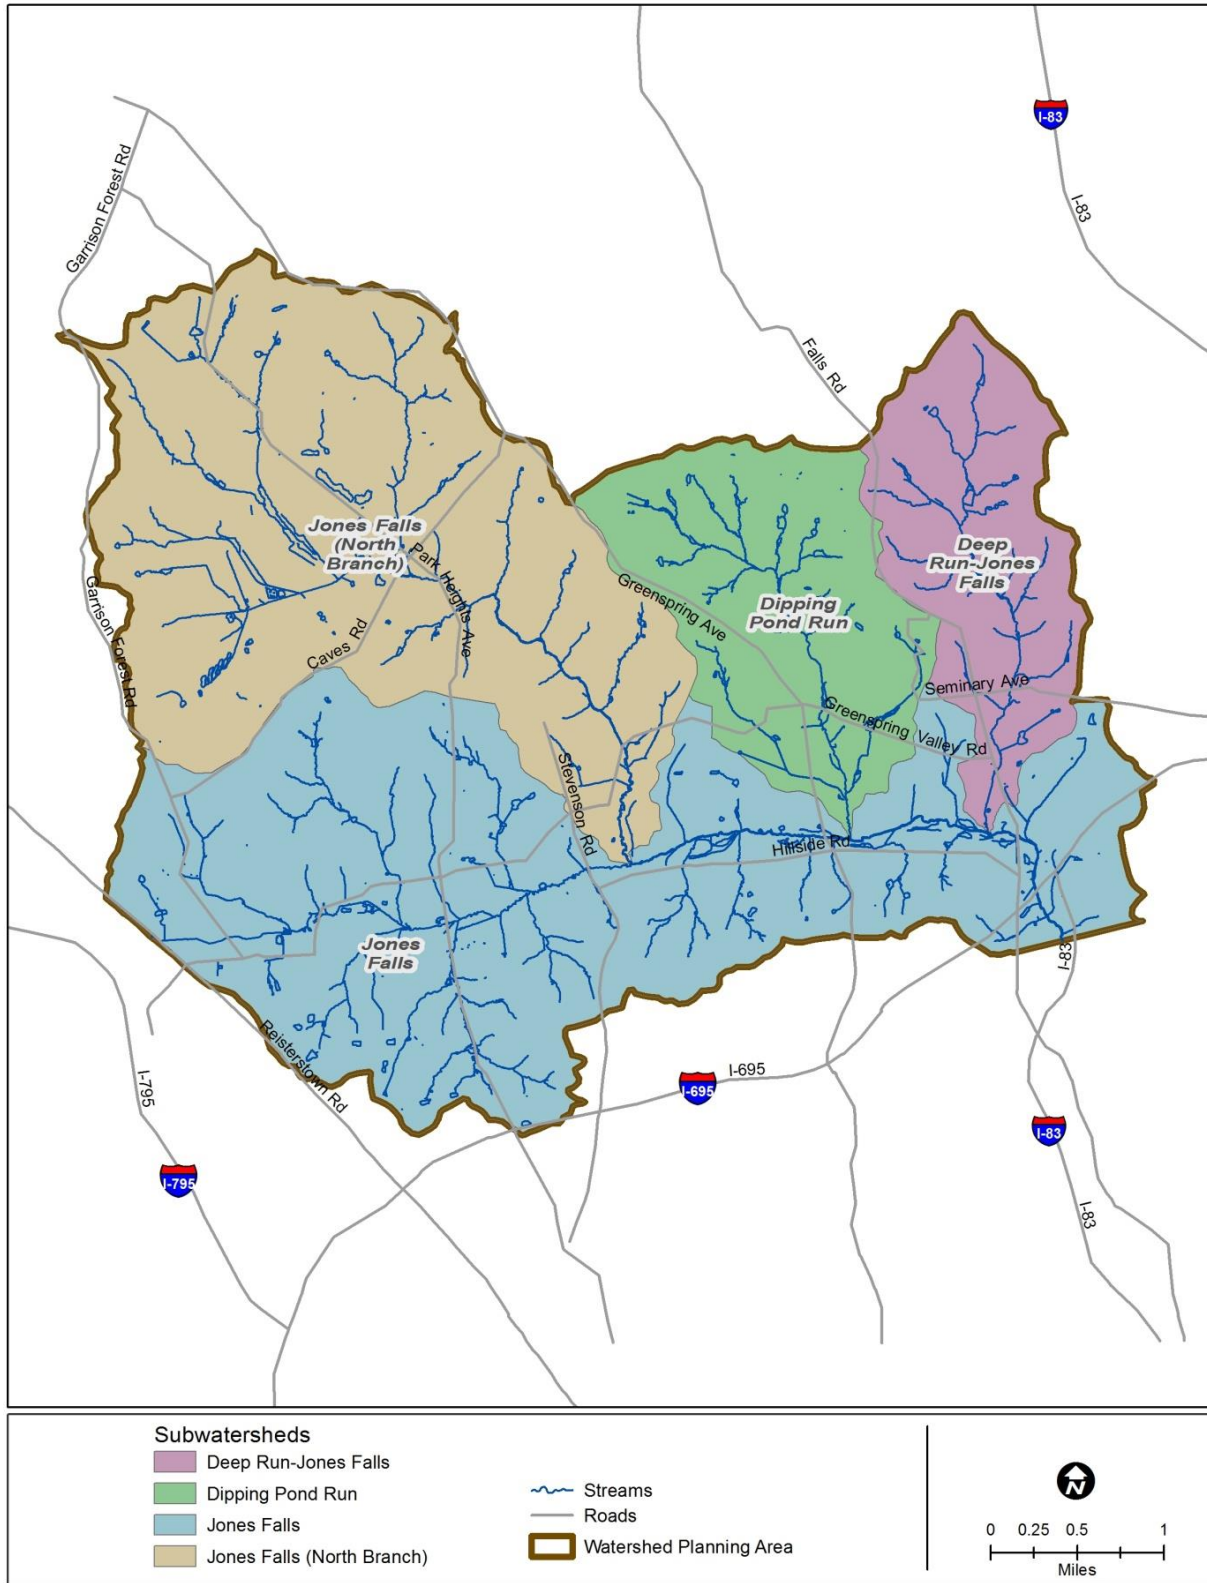 I-83
Garrison Forest Rd
I-83
Falls Rd
Jones Falls
(North
Branch)
Park Heights Ave
Deep
Run-Jones
Falls
Greenspring Ave
Dipping
Pond Run
Garrison Forest Rd
Caves Rd
Seminary Ave
Greenspring Valley Rd
Stevenson Rd
Hillside Rd
Jones
Falls
I-83
Reisterstown Rd
I-795
I-695
I-695
I-83
I-795
I-83
Subwatersheds
Deep Run-Jones Falls
Dipping Pond Run
Jones Falls
Jones Falls (North Branch)
Streams
Roads
Watershed Planning Area
N
0 0.25 0.5 1
Miles